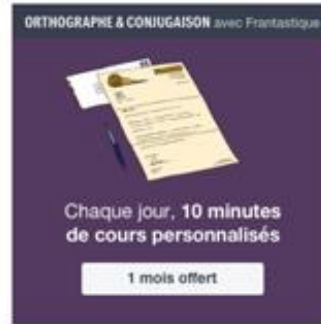 ORTHOGRAPHE & CONJUGAISON avec Frantastique
Chaque jour, 10 minutes
de cours personnalisés
1 mois offert